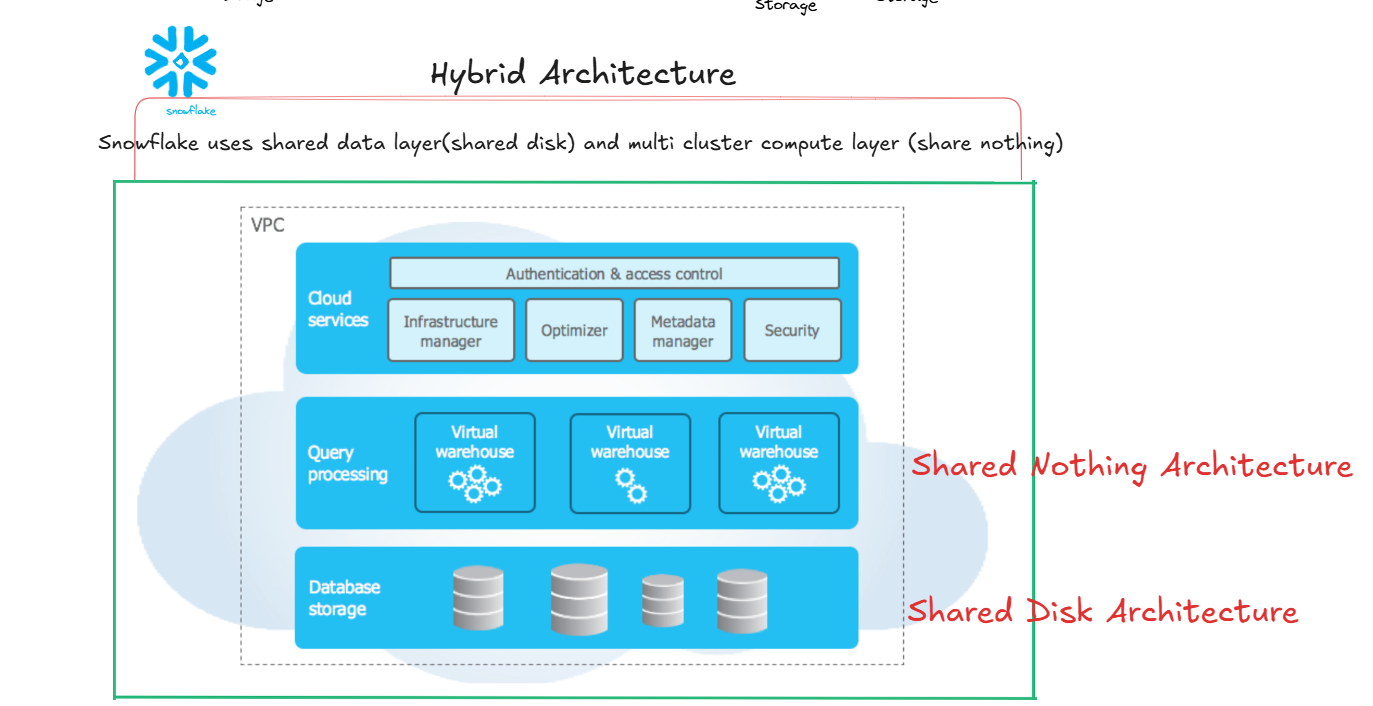 Storage
Storage
snowflake
Hybrid Architecture
Snowflake uses shared data layer(shared disk) and multi cluster compute layer (share nothing)
VPC
Cloud
services
Authentication & access control
Infrastructure
manager
Optimizer
Metadata
manager
Security
Query
processing
Virtual
warehouse
Virtual
warehouse
Virtual
warehouse
Shared Nothing Architecture
Database
storage
Shared Disk Architecture